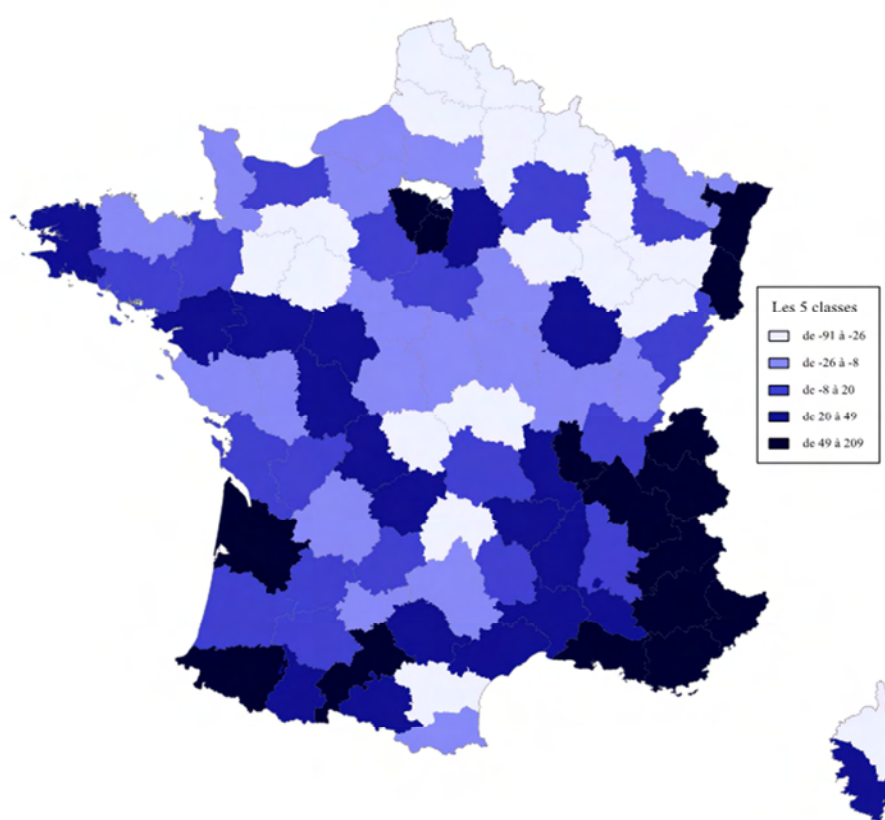 Les 5 classes
de -91 à -26
de -26 à -8
de -8 à 20
de 20 à 49
de 49 à 209